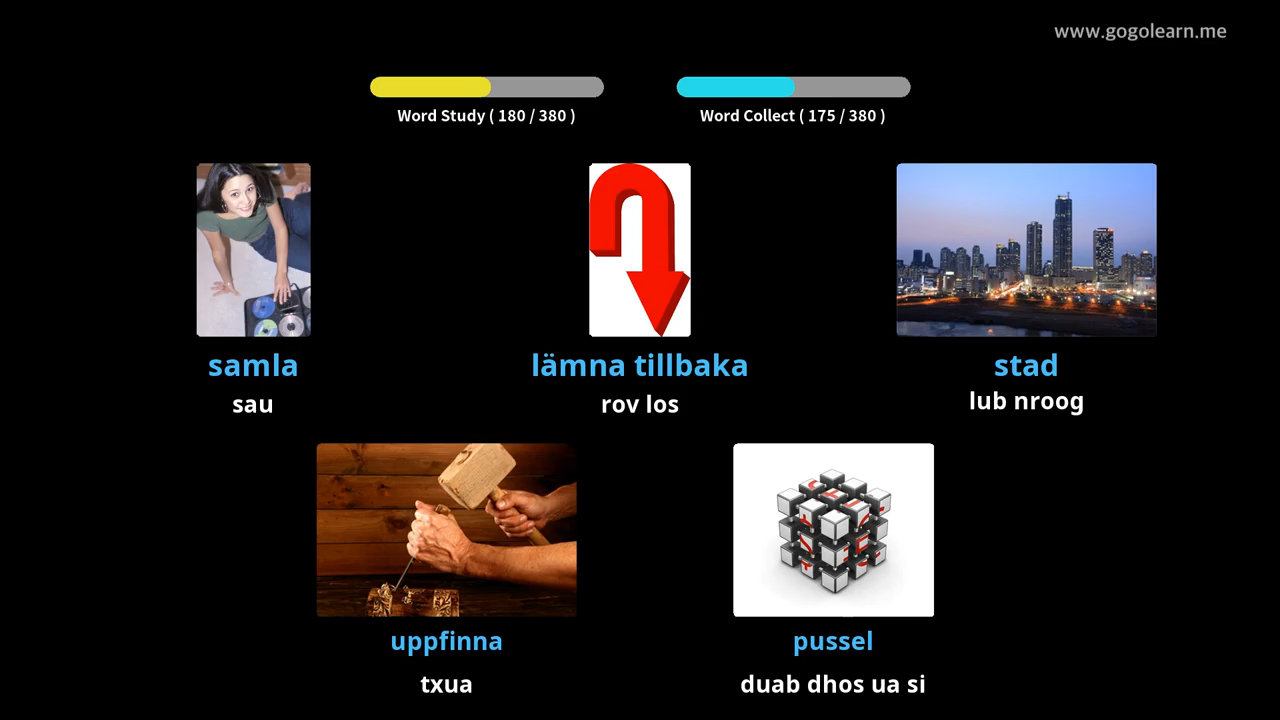 www.gogolearn.me
Word Study ( 180 / 380 )
Word Collect ( 175 / 380 )
samla
sau
lämna tillbaka
rov los
stad
lub nroog
uppfinna
txua
pussel
duab dhos ua si